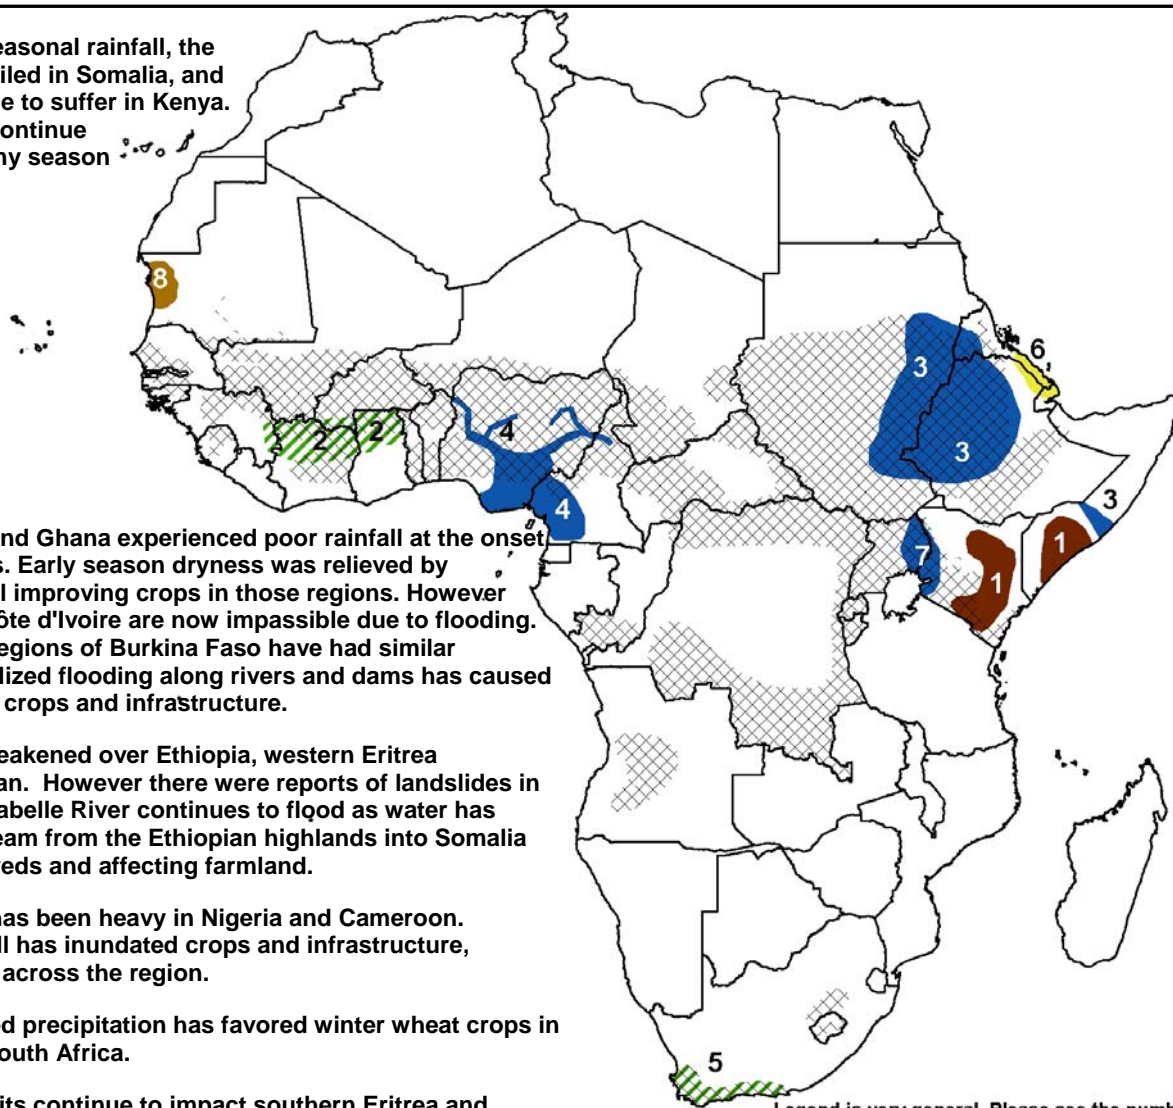 easonal rainfall, the
iled in Somalia, and
e to suffer in Kenya.
ontinue
ny season
8
3
6
3
2
2
4
4
3
7
1
1
nd Ghana experienced poor rainfall at the onset
s. Early season dryness was relieved by
l improving crops in those regions. However
ôte d'Ivoire are now impassible due to flooding.
egions of Burkina Faso have had similar
lized flooding along rivers and dams has caused
crops and infrastructure.
eakened over Ethiopia, western Eritrea
an. However there were reports of landslides in
abelle River continues to flood as water has
eam from the Ethiopian highlands into Somalia
eds and affecting farmland.
has been heavy in Nigeria and Cameroon.
ll has inundated crops and infrastructure,
across the region.
ed precipitation has favored winter wheat crops in
outh Africa.
5
its continue to impact southern Eritrea and
Legend is very general. Please see the num